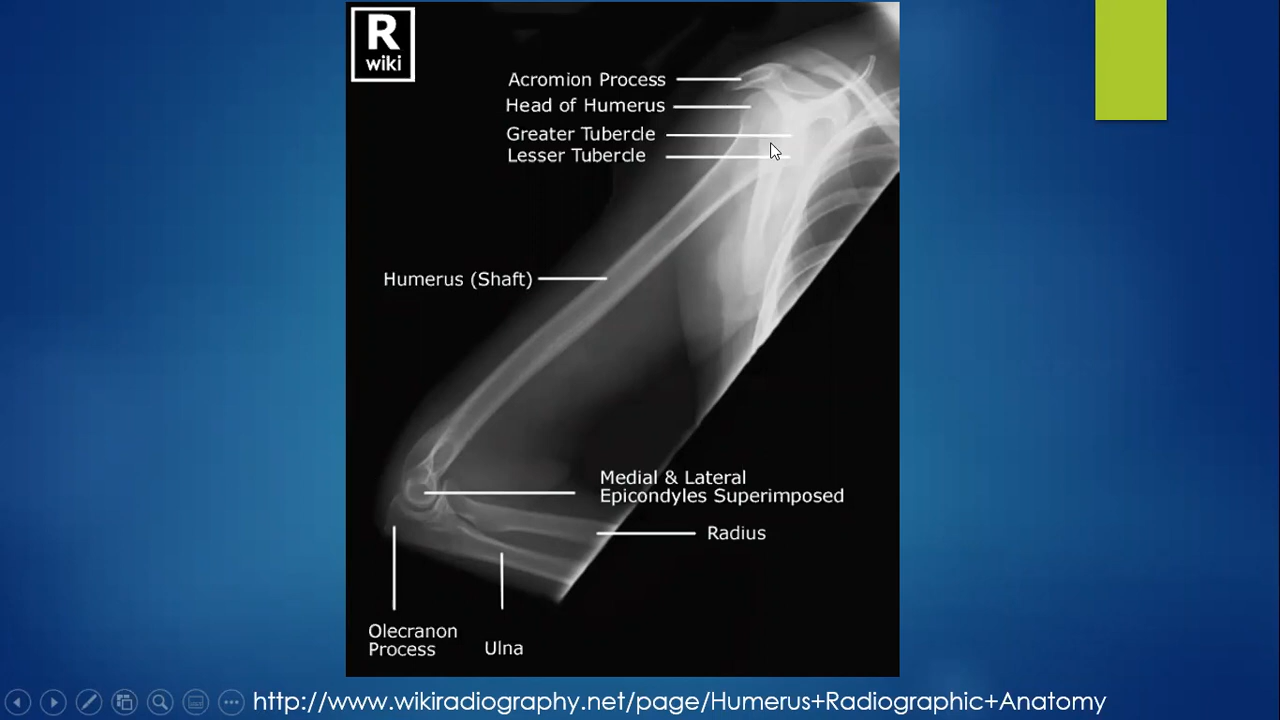 R
wiki
Acromion Process
Head of Humerus
Greater Tubercle
Lesser Tubercle
Humerus (Shaft)
Medial & Lateral
Epicondyles Superimposed
Radius
Olecranon
Process
Ulna
http://www.wikiradiography.net/page/Humerus+Radiographic+Anatomy